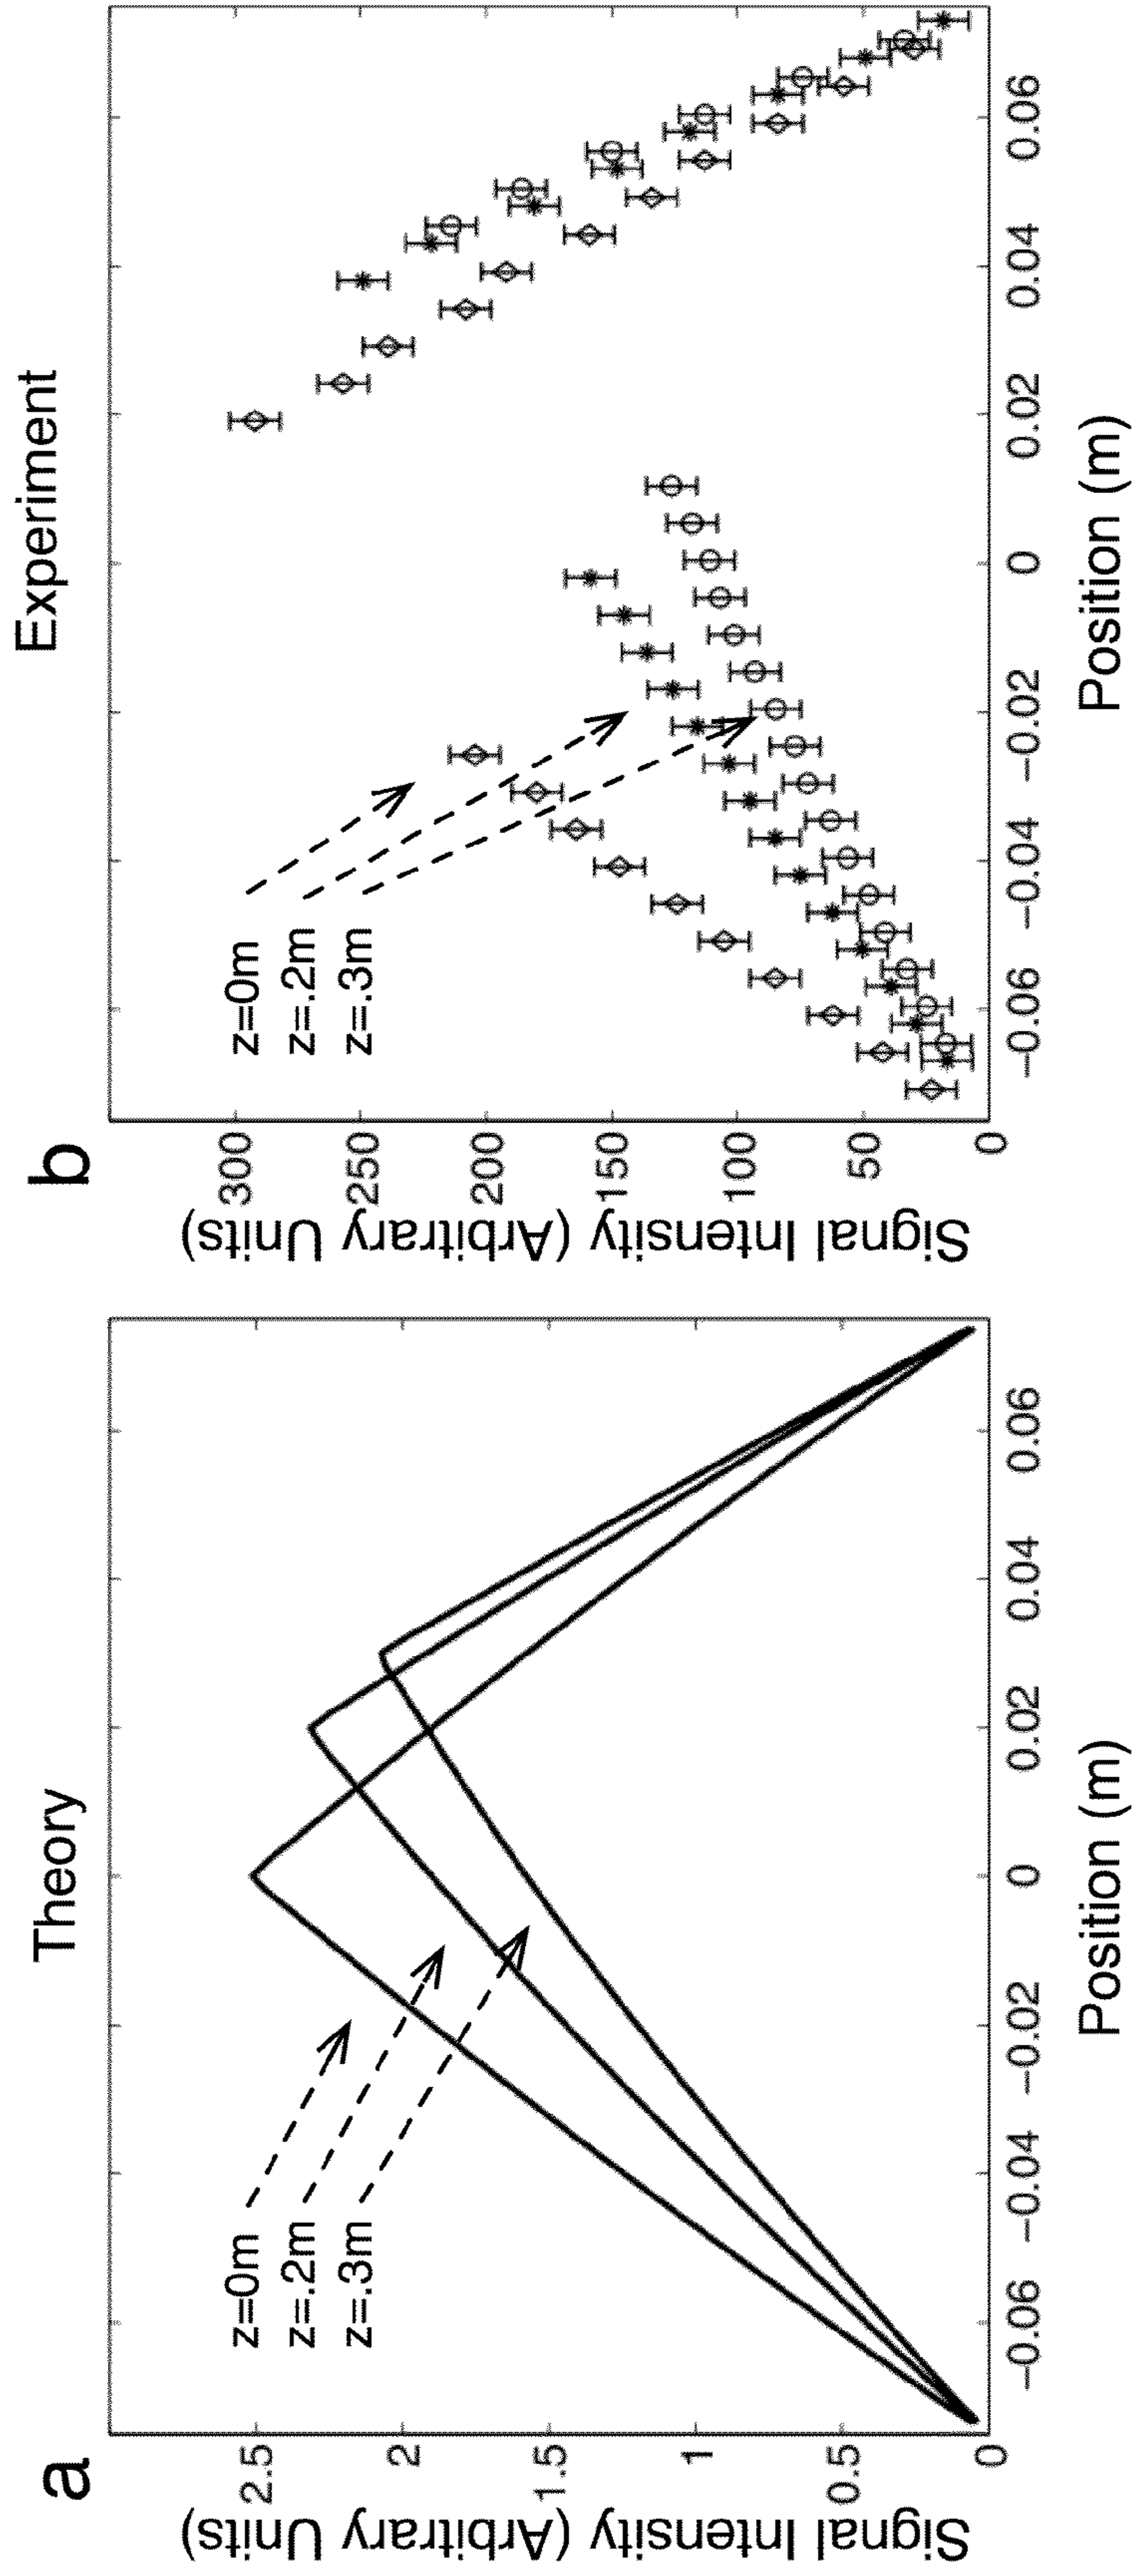 a
Theory
Signal Intensity (Arbitrary Units)
2.5
2
1.5
1
0.5
0
z=0m
z=.2m
z=.3m
−0.06
−0.04
−0.02
0
0.02
0.04
0.06
Position (m)
b
Experiment
Signal Intensity (Arbitrary Units)
300
250
200
150
100
50
0
z=0m
z=.2m
z=.3m
−0.06
−0.04
−0.02
0
0.02
0.04
0.06
Position (m)